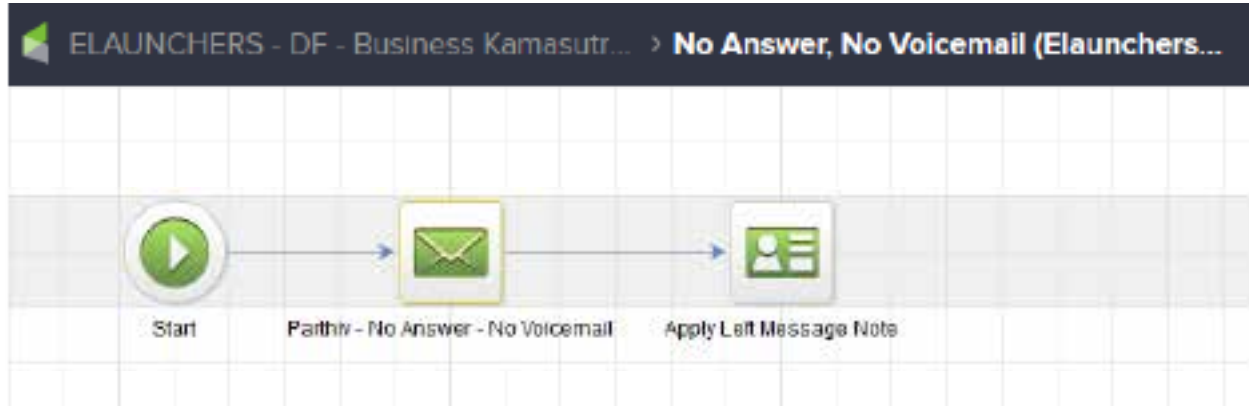 ELAUNCHERS - DF - Business Kamasutr... > No Answer, No Voicemail (Elaunchers...
Start
Parthiv - No Answer - No Voicemail
Apply Left Message Note